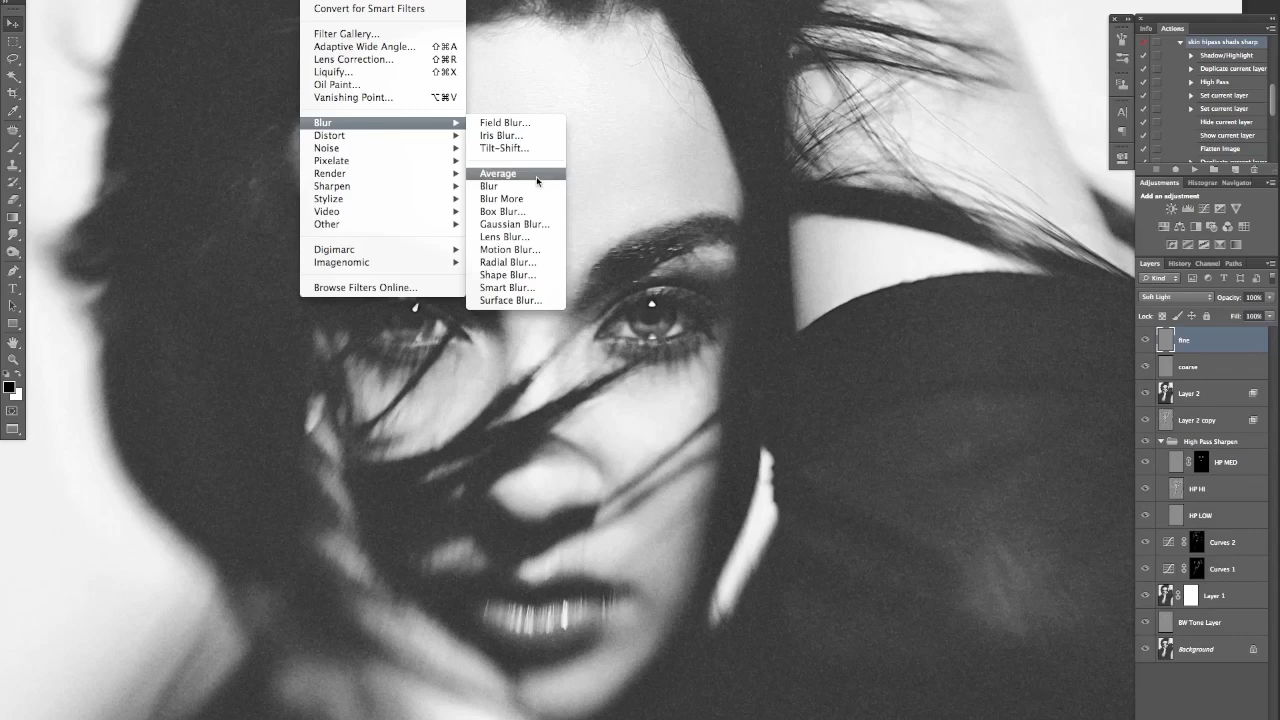 Convert for Smart Filters
Filter Gallery...
Adaptive Wide Angle... ⇧⌘A
Lens Correction... ⇧⌘R
Liquify... ⇧⌘X
Oil Paint...
Vanishing Point... ⌥⌘V
Blur
Distort
Noise
Pixelate
Render
Sharpen
Stylize
Video
Other
Digimarc
Imagenomic
Browse Filters Online...
Field Blur...
Iris Blur...
Tilt-Shift...
Average
Blur
Blur More
Box Blur...
Gaussian Blur...
Lens Blur...
Motion Blur...
Radial Blur...
Shape Blur...
Smart Blur...
Surface Blur...
Info Actions
skin hipass shads sharp
Shadow/Highlight
Duplicate current layer
High Pass
Set current layer
Set current layer
Hide current layer
Show current layer
Flatten Image
Duplicate current layer
Adjustments Histogram Navigator
Add an adjustment
Layers History Channels Paths
Kind
Soft Light Opacity: 100%
Lock: Fill: 100%
fine
coarse
Layer 2
Layer 2 copy
High Pass Sharpen
HP MED
HP HI
HP LOW
Curves 2
Curves 1
Layer 1
BW Tone Layer
Background